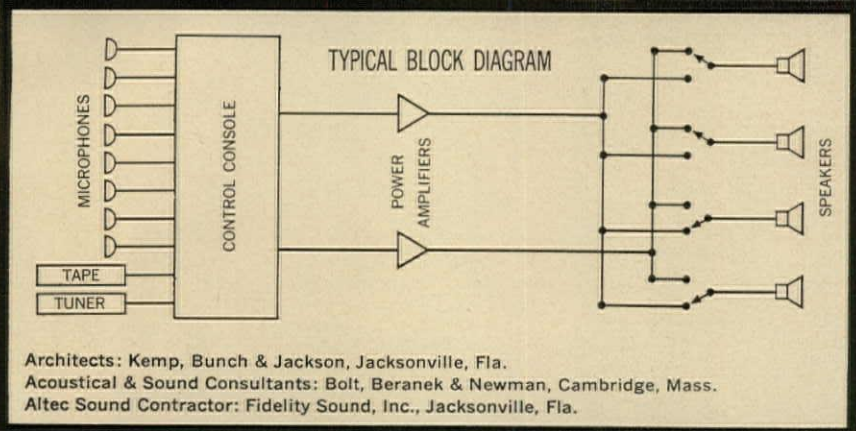 TYPICAL BLOCK DIAGRAM
MICROPHONES
CONTROL CONSOLE
POWER
AMPLIFIERS
SPEAKERS
TAPE
TUNER
Architects: Kemp, Bunch & Jackson, Jacksonville, Fla.
Acoustical & Sound Consultants: Bolt, Beranek & Newman, Cambridge, Mass.
Altec Sound Contractor: Fidelity Sound, Inc., Jacksonville, Fla.